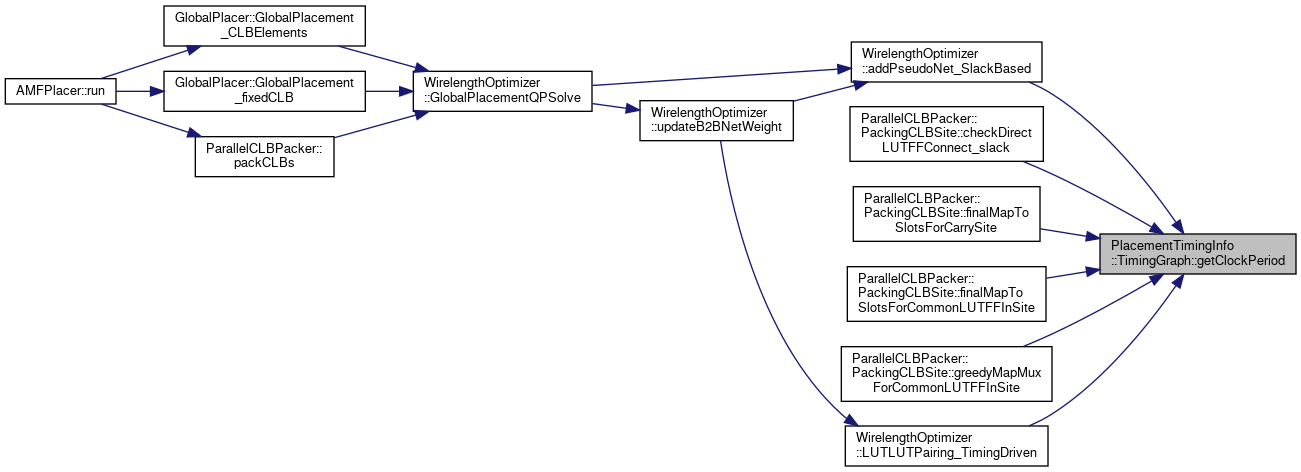 GlobalPlacer::GlobalPlacement
_CLBElements
AMFPlacer::run
GlobalPlacer::GlobalPlacement
_fixedCLB
ParallelCLBPacker::
packCLBs
WirelengthOptimizer
::GlobalPlacementQPSolve
WirelengthOptimizer
::updateB2BNetWeight
WirelengthOptimizer
::addPseudoNet_SlackBased
ParallelCLBPacker::
PackingCLBSite::checkDirect
LUTFFConnect_slack
ParallelCLBPacker::
PackingCLBSite::finalMapTo
SlotsForCarrySite
ParallelCLBPacker::
PackingCLBSite::finalMapTo
SlotsForCommonLUTFFInSite
ParallelCLBPacker::
PackingCLBSite::greedyMapMux
ForCommonLUTFFInSite
WirelengthOptimizer
::LUTLUTPairing_TimingDriven
PlacementTimingInfo
::TimingGraph::getClockPeriod